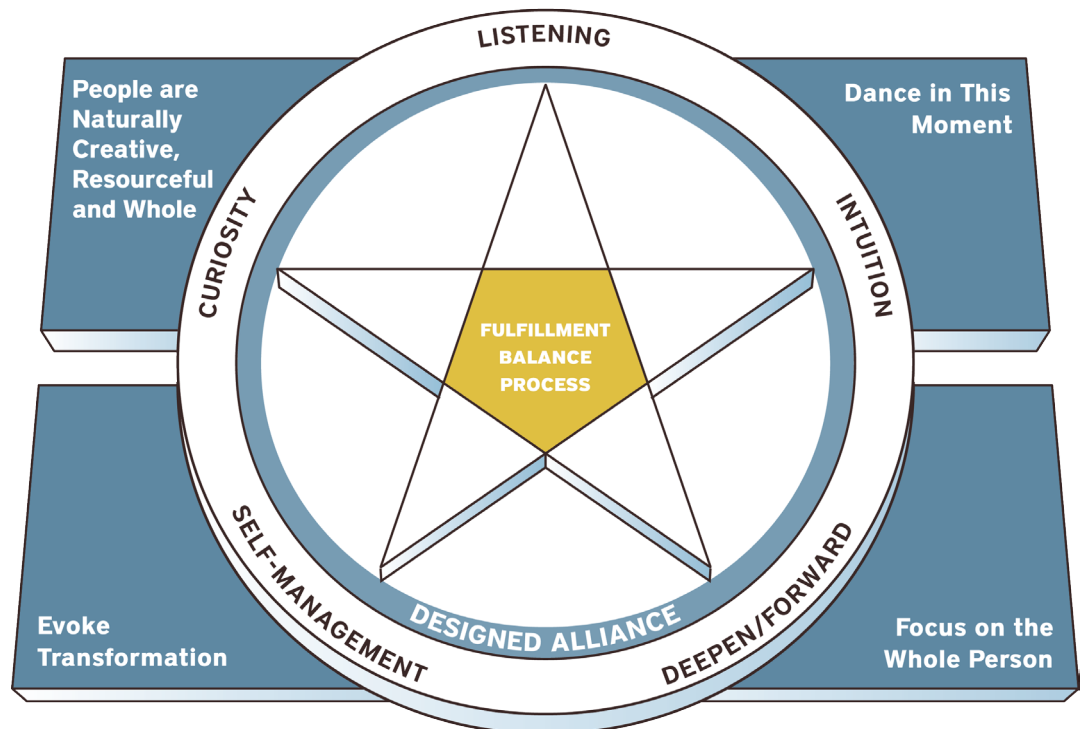 LISTENING
People are
Naturally
Creative,
Resourceful
and Whole
Dance in This
Moment
CURIOSITY
INTUITION
FULFILLMENT
BALANCE
PROCESS
SELF-MANAGEMENT
DEEPEN/FORWARD
DESIGNED ALLIANCE
Evoke
Transformation
Focus on the
Whole Person